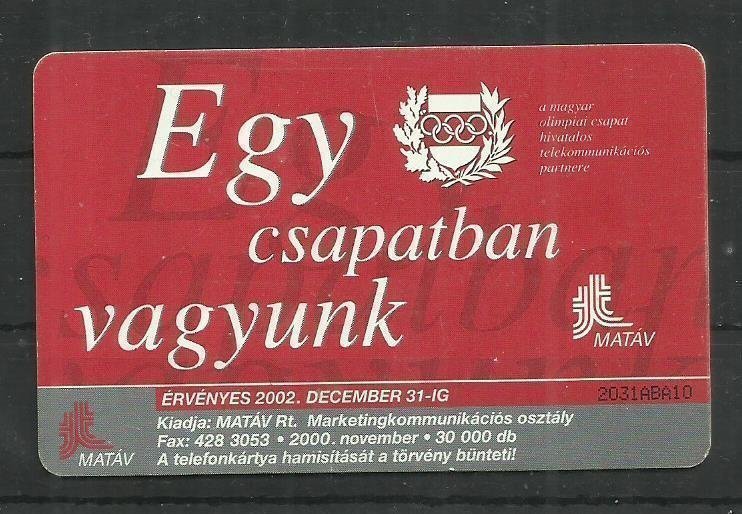 Egy
csapatban
vagyunk
a magyar
olimpiai csapat
hivatalos
telekommunikációs
partnere
MATÁV
ÉRVÉNYES 2002. DECEMBER 31-IG
2031ABA10
Kiadja: MATÁV Rt. Marketingkommunikációs osztály
Fax: 428 3053 • 2000. november • 30 000 db
A telefonkártya hamisítását a törvény bünteti!
MATÁV